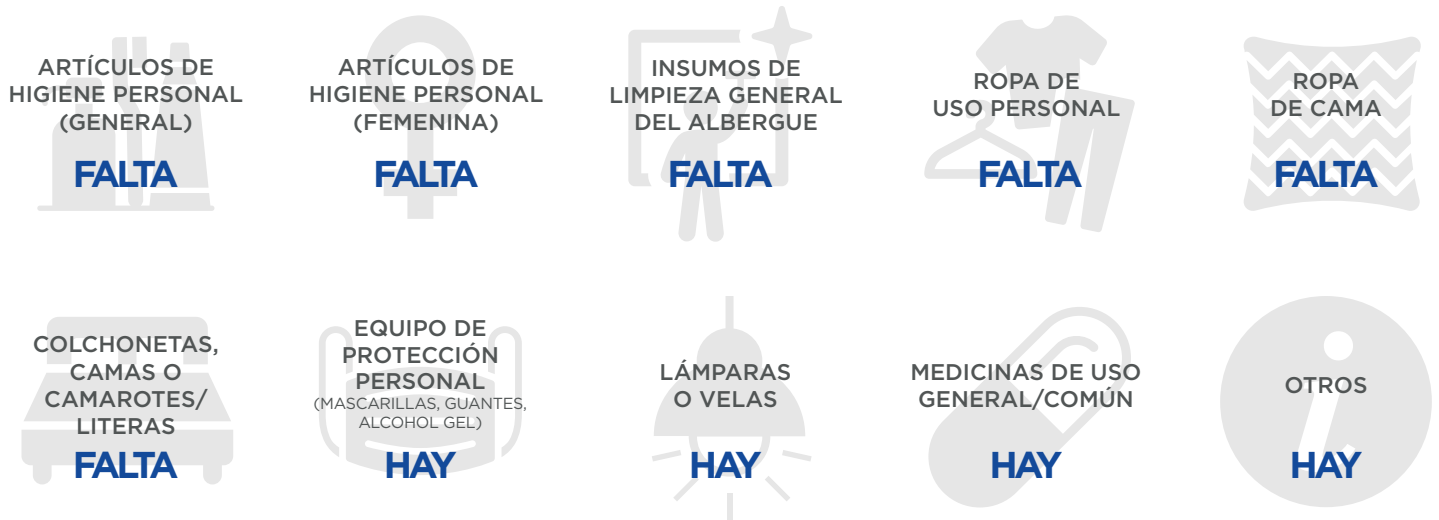 ARTÍCULOS DE
HIGIENE PERSONAL
(GENERAL)
FALTA
ARTÍCULOS DE
HIGIENE PERSONAL
(FEMENINA)
FALTA
INSUMOS DE
LIMPIEZA GENERAL
DEL ALBERGUE
FALTA
ROPA DE
USO PERSONAL
FALTA
ROPA
DE CAMA
FALTA
COLCHONETAS,
CAMAS O
CAMAROTES/
LITERAS
FALTA
EQUIPO DE
PROTECCIÓN
PERSONAL
(MASCARILLAS, GUANTES,
ALCOHOL GEL)
HAY
LÁMPARAS
O VELAS
HAY
MEDICINAS DE USO
GENERAL/COMÚN
HAY
OTROS
HAY